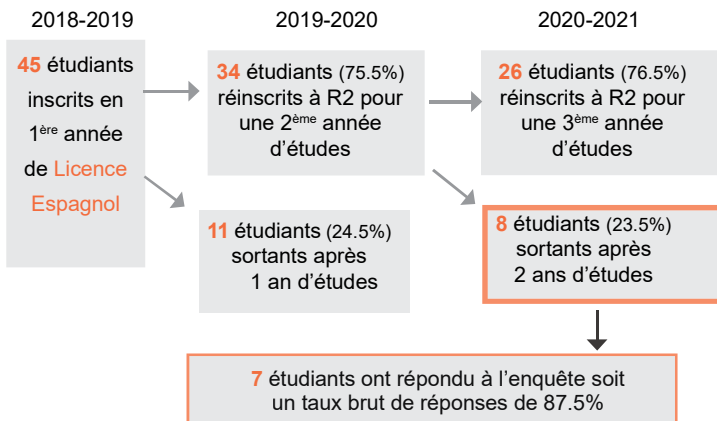 2018-2019
45 étudiants
inscrits en
1ère année
de Licence
Espagnol
2019-2020
34 étudiants (75.5%)
réinscrits à R2 pour
une 2ème année
d’études
11 étudiants (24.5%)
sortants après
1 an d’études
2020-2021
26 étudiants (76.5%)
réinscrits à R2 pour
une 3ème année
d’études
8 étudiants (23.5%)
sortants après
2 ans d’études
7 étudiants ont répondu à l’enquête soit
un taux brut de réponses de 87.5%